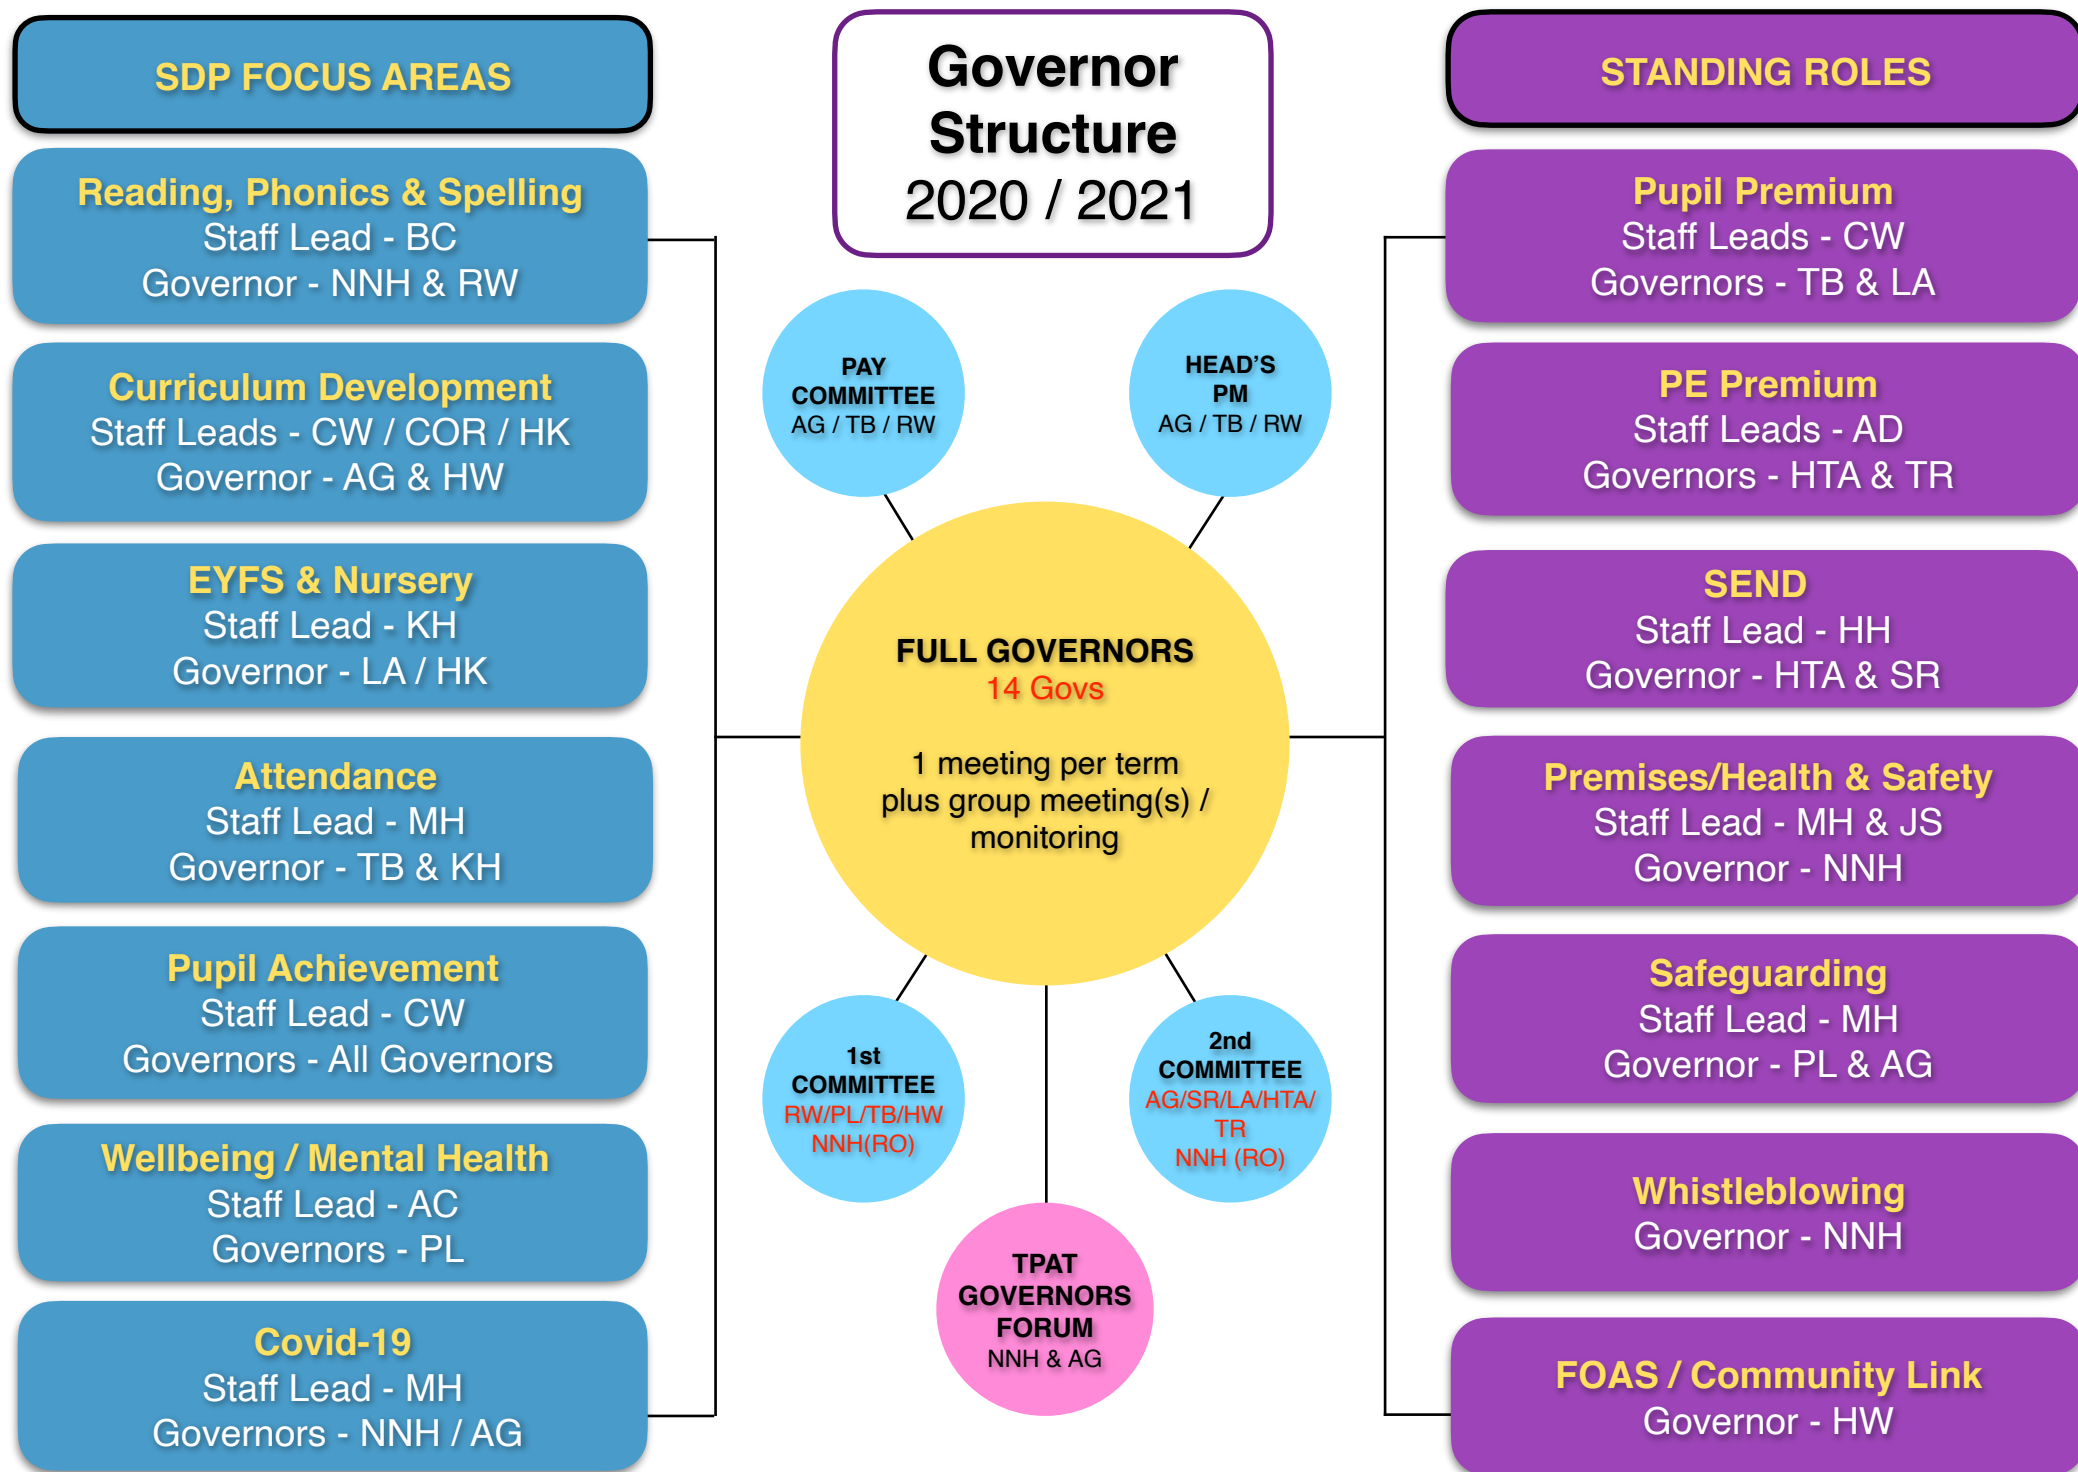 SDP FOCUS AREAS
Reading, Phonics & Spelling
Staff Lead - BC
Governor - NNH & RW
Curriculum Development
Staff Leads - CW / COR / HK
Governor - AG & HW
EYFS & Nursery
Staff Lead - KH
Governor - LA / HK
Attendance
Staff Lead - MH
Governor - TB & KH
Pupil Achievement
Staff Lead - CW
Governors - All Governors
Wellbeing / Mental Health
Staff Lead - AC
Governors - PL
Covid-19
Staff Lead - MH
Governors - NNH / AG
Governor
Structure
2020 / 2021
PAY
COMMITTEE
AG / TB / RW
HEAD'S
PM
AG / TB / RW
FULL GOVERNORS
14 Govs
1 meeting per term
plus group meeting(s) /
monitoring
1st
COMMITTEE
RW/PL/TB/HW
NNH(RO)
2nd
COMMITTEE
AG/SR/LA/HTA/
TR
NNH (RO)
TPAT
GOVERNORS
FORUM
NNH & AG
STANDING ROLES
Pupil Premium
Staff Leads - CW
Governors - TB & LA
PE Premium
Staff Leads - AD
Governors - HTA & TR
SEND
Staff Lead - HH
Governor - HTA & SR
Premises/Health & Safety
Staff Lead - MH & JS
Governor - NNH
Safeguarding
Staff Lead - MH
Governor - PL & AG
Whistleblowing
Governor - NNH
FOAS / Community Link
Governor - HW